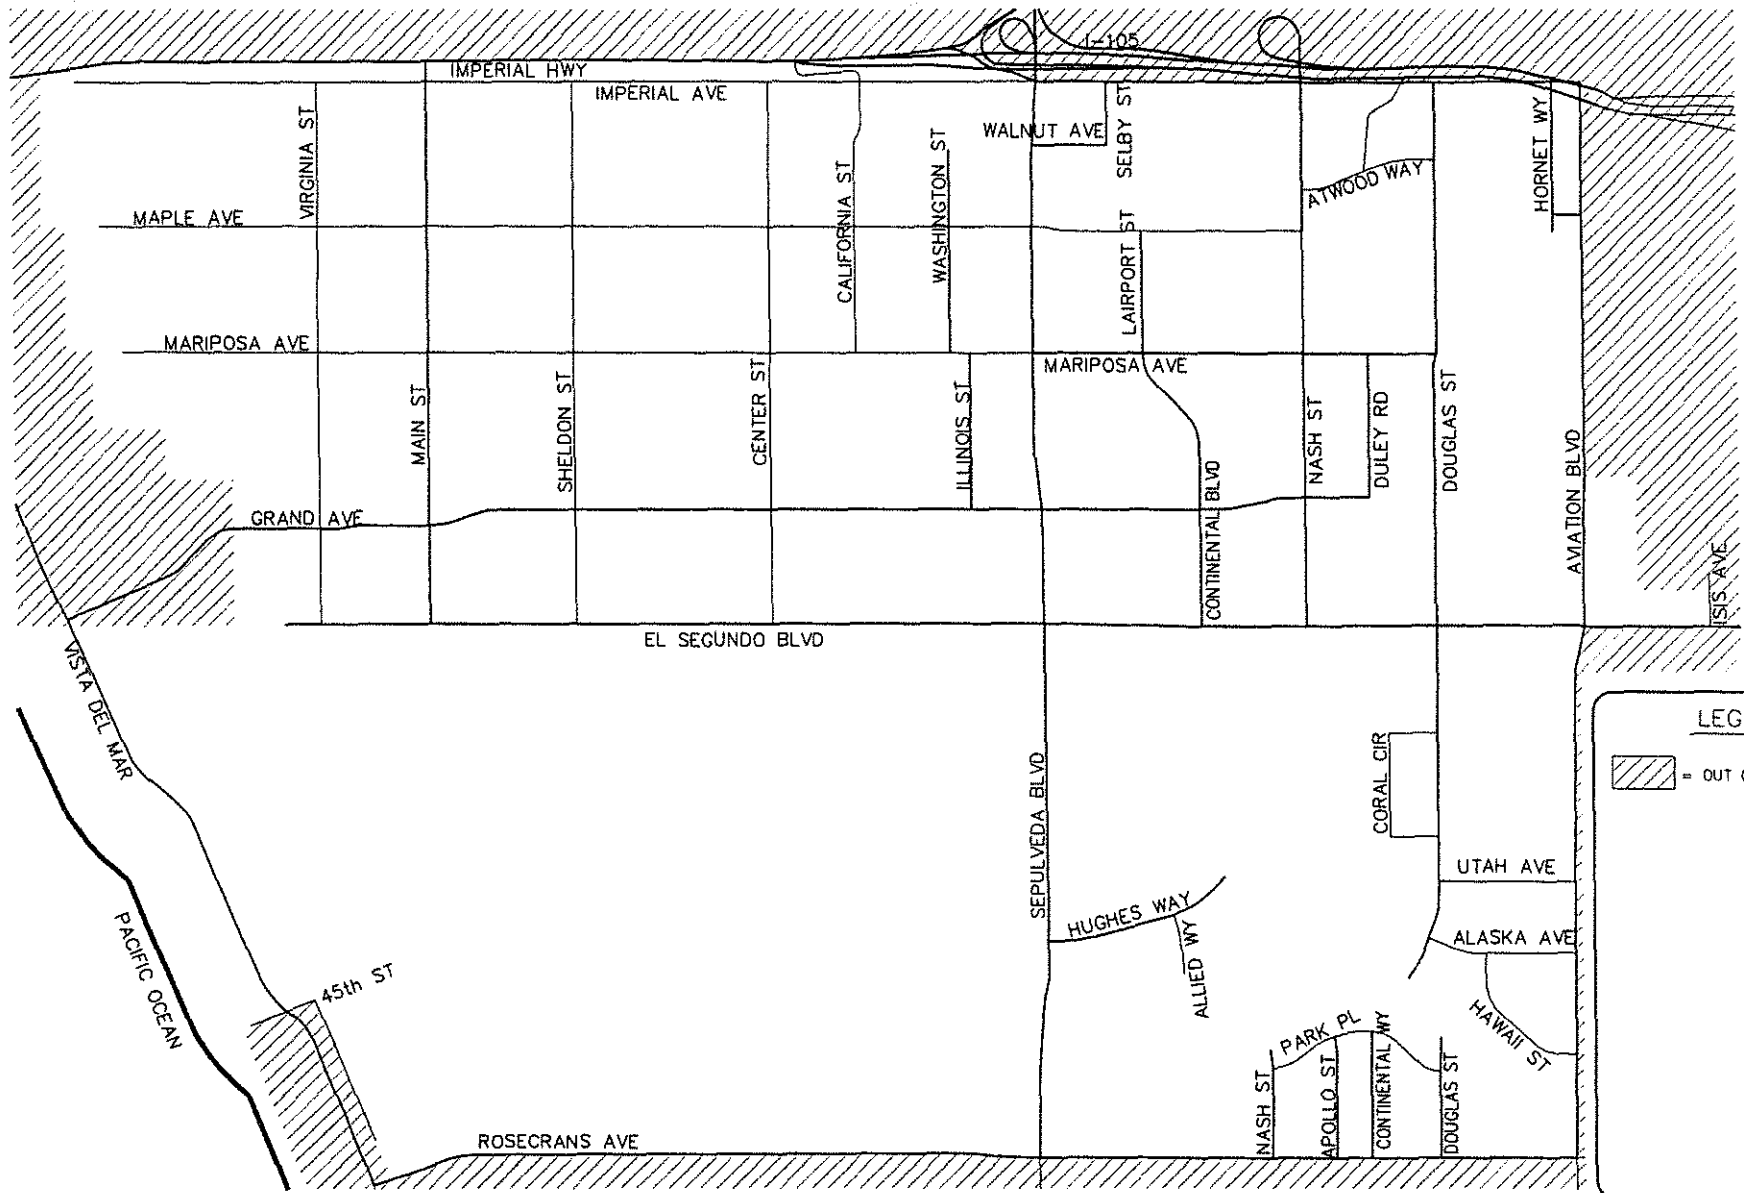 I-105
IMPERIAL HWY
IMPERIAL AVE
VIRGINIA ST
WALNUT AVE
SELBY ST
HORNET WY
CALIFORNIA ST
WASHINGTON ST
ATWOOD WAY
MAPLE AVE
LAIRPORT ST
MARIPOSA AVE
MARIPOSA AVE
MAIN ST
SHELDON ST
CENTER ST
ILLINOIS ST
CONTINENTAL BLVD
NASH ST
DULEY RD
DOUGLAS ST
AVIATION BLVD
GRAND AVE
ISIS AVE
EL SEGUNDO BLVD
VISTA DEL MAR
LEG
= OUT
SEPULVEDA BLVD
CORAL CIR
UTAH AVE
HUGHES WAY
ALLIED WY
ALASKA AVE
PACIFIC OCEAN
45th ST
HAWAII ST
PARK PL
NASH ST
APOLLO ST
CONTINENTAL WY
DOUGLAS ST
ROSECRANS AVE